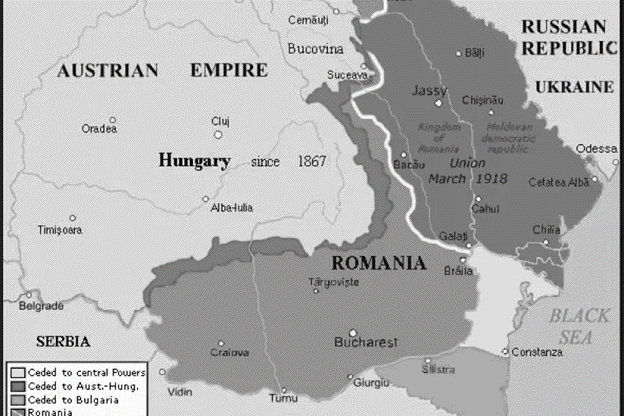 Cernăuți
RUSSIAN
REPUBLIC
Bucovina
Bălți
AUSTRIAN EMPIRE
Suceava
UKRAINE
Jassy
Chișinău
Oradea
Cluj
Kingdom
of
Romania
Moldovan
democratic
republic
Odessa
Hungary since 1867
Bacău
Union
March 1918
Cetatea Albă
Alba-Iulia
Cahul
Timișoara
Galați
Chilia
ROMANIA
Brăila
Târgoviște
Belgrade
BLACK
SEA
SERBIA
Bucharest
Craiova
Constanza
Ceded to central Powers
Ceded to Aust.-Hung.
Ceded to Bulgaria
Romania
Vidin
Turnu
Giurgiu
Silistra